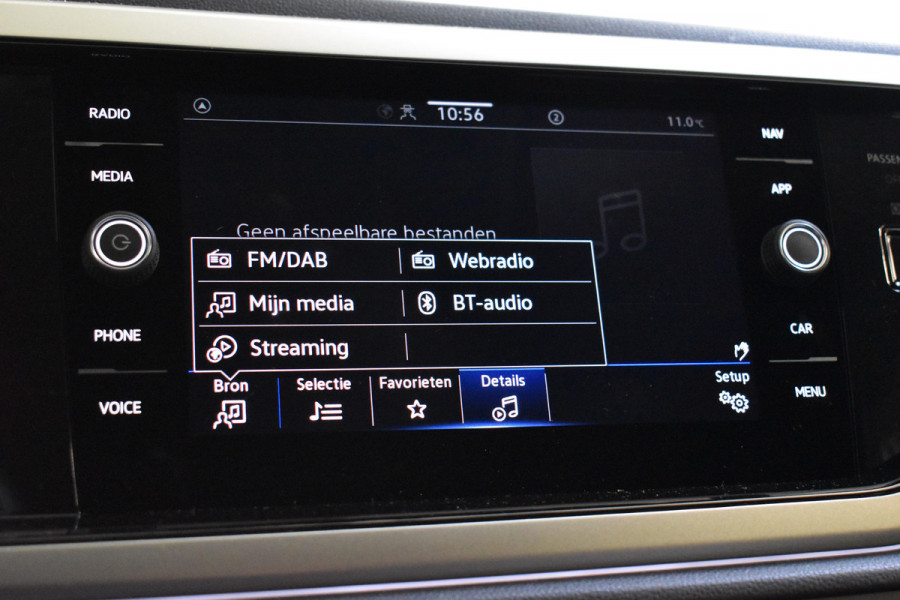 RADIO
MEDIA
PHONE
VOICE
10:56
2
11.0°C
Geen afspeelbare bestanden
FM/DAB
Webradio
Mijn media
BT-audio
Streaming
Bron
Selectie
Favorieten
Details
Setup
NAV
APP
CAR
MENU